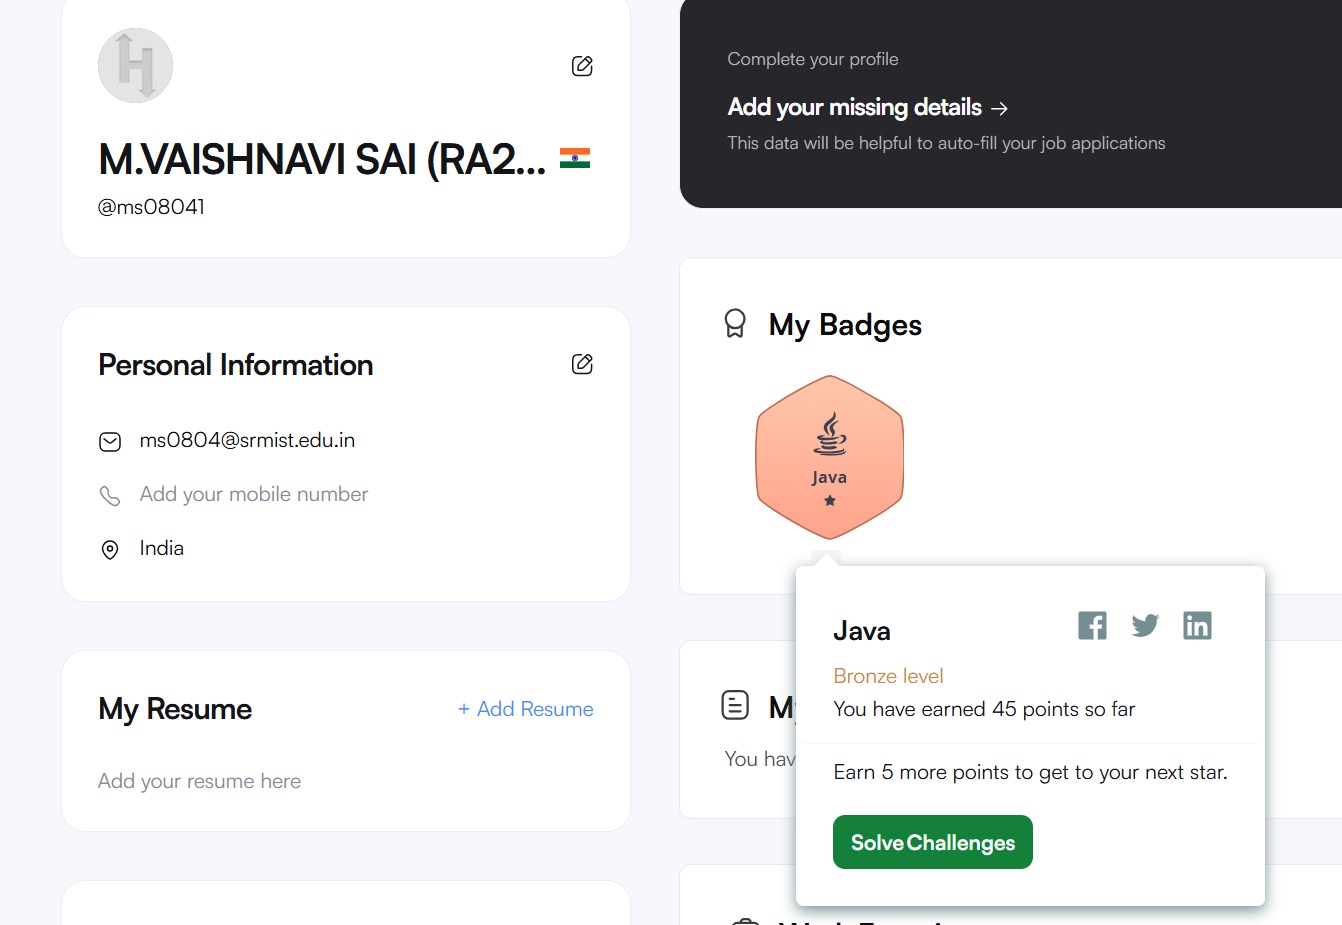 M.VAISHNAVI SAI (RA2...
@ms08041
Personal Information
ms0804@srmist.edu.in
Add your mobile number
India
My Resume
+ Add Resume
Add your resume here
Complete your profile
Add your missing details →
This data will be helpful to auto-fill your job applications
My Badges
Java
Java
Bronze level
You have earned 45 points so far
Earn 5 more points to get to your next star.
Solve Challenges
You